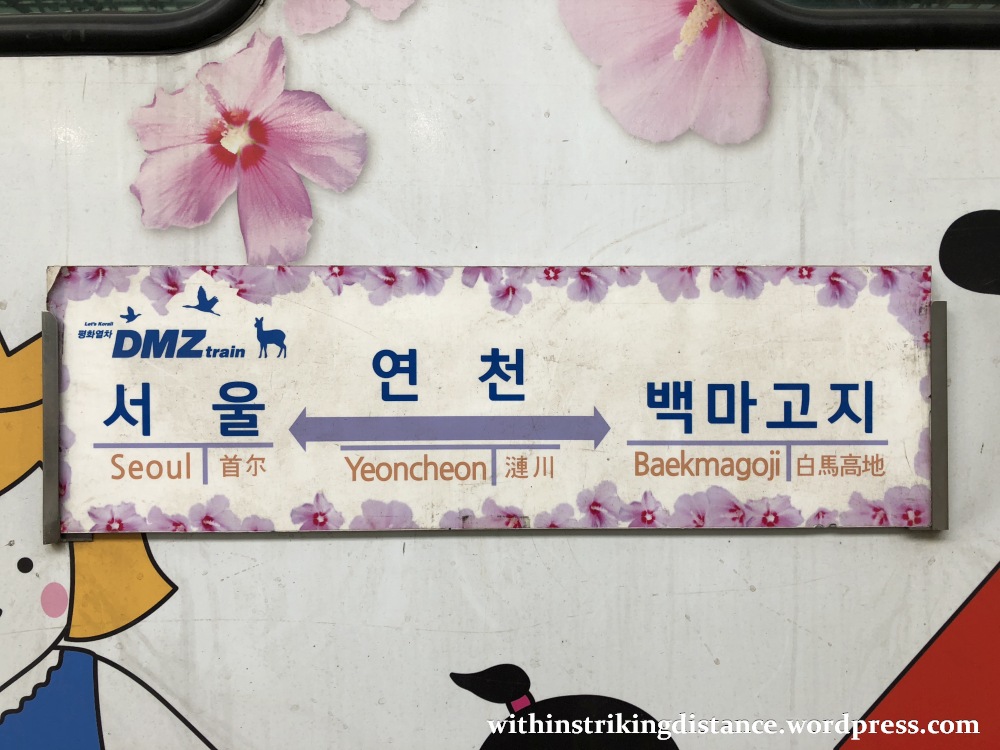 Let's Korail
평화열차 DMZ train
서울
Seoul 首尔
연천
Yeoncheon 漣川
백마고지
Baekmagoji 白馬高地
withinstrikingdistance.wordpress.com